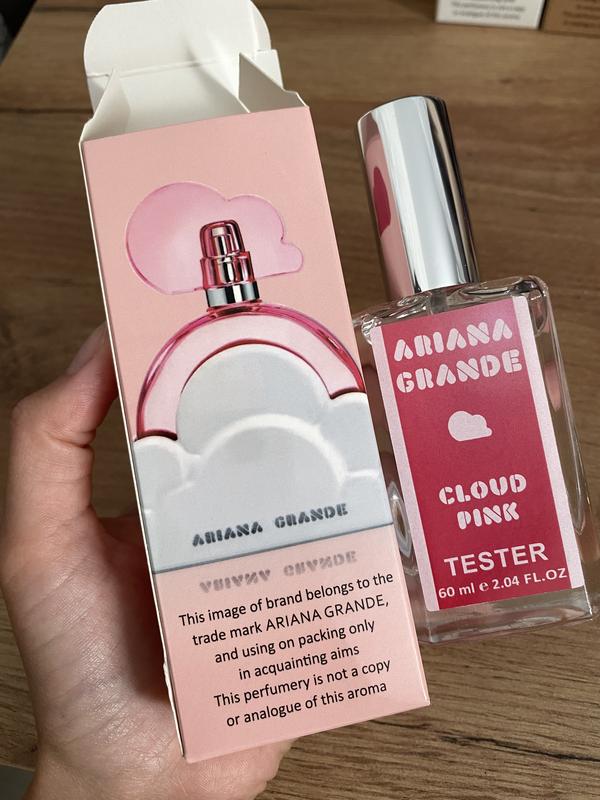 ARIANA GRANDE
ARIANA GRANDE
This image of brand belongs to the
trade mark ARIANA GRANDE,
and using on packing only
in acquainting aims
This perfumery is not a copy
or analogue of this aroma
ARIANA
GRANDE
CLOUD
PINK
TESTER
60 ml e 2.04 FL.OZ